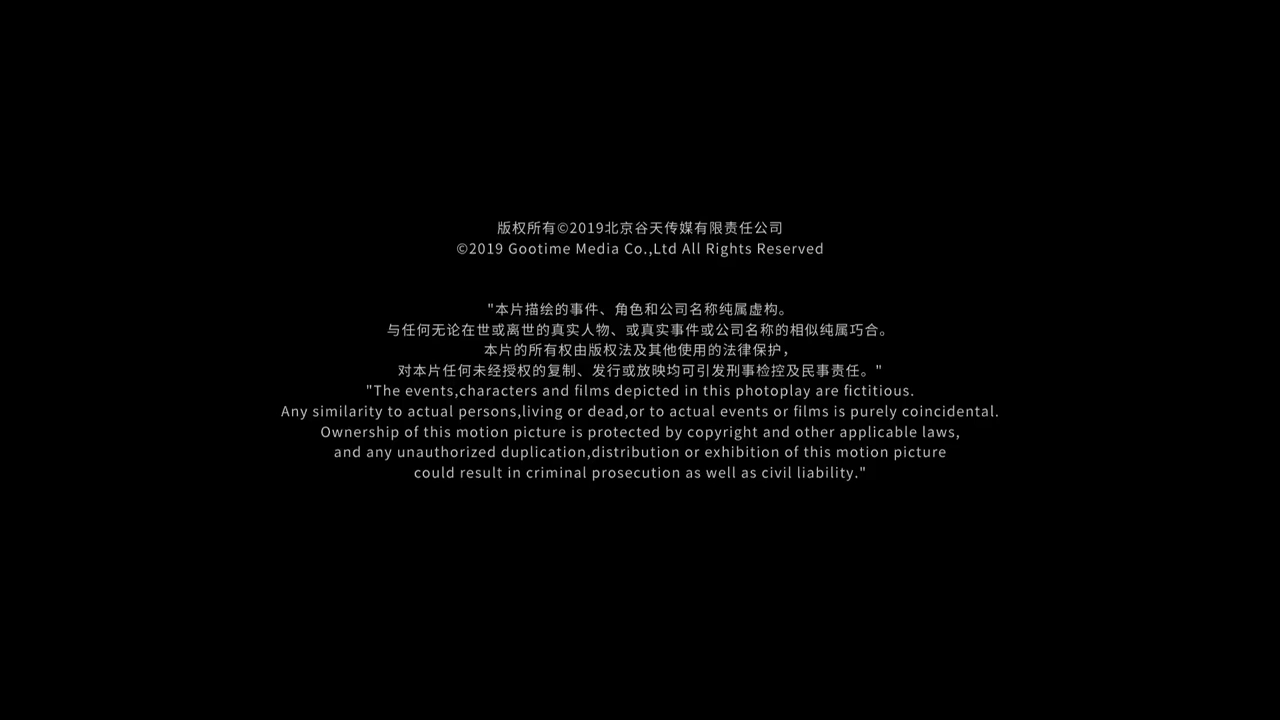 版权所有©2019北京谷天传媒有限责任公司
©2019 Gootime Media Co.,Ltd All Rights Reserved
"本片描绘的事件、角色和公司名称纯属虚构。
与任何无论在世或离世的真实人物、或真实事件或公司名称的相似纯属巧合。
本片的所有权由版权法及其他使用的法律保护，
对本片任何未经授权的复制、发行或放映均可引发刑事检控及民事责任。"
"The events,characters and films depicted in this photoplay are fictitious.
Any similarity to actual persons,living or dead,or to actual events or films is purely coincidental.
Ownership of this motion picture is protected by copyright and other applicable laws,
and any unauthorized duplication,distribution or exhibition of this motion picture
could result in criminal prosecution as well as civil liability."